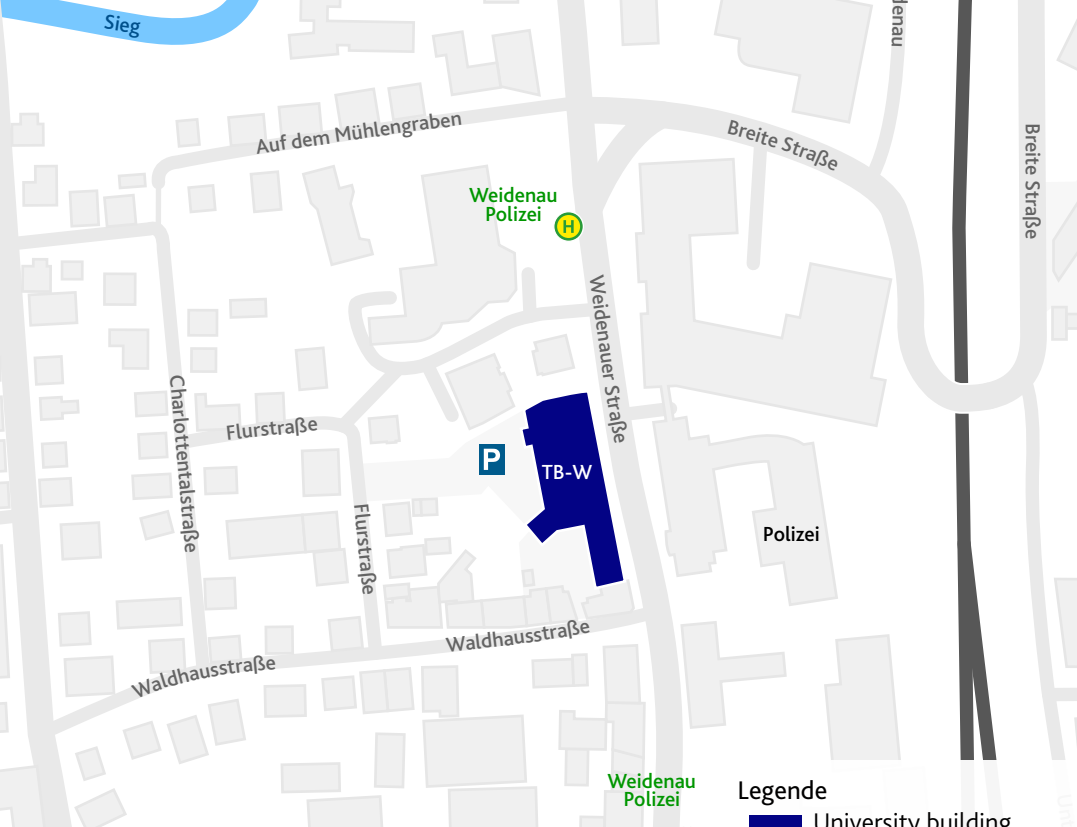 Sieg
denau
Auf dem Mühlengraben
Breite Straße
Breite Straße
Weidenau
Polizei
H
Weidenauer Straße
Charlottentalstraße
Flurstraße
P
TB-W
Flurstraße
Polizei
Waldhausstraße
Waldhausstraße
Weidenau
Polizei
Legende
University building